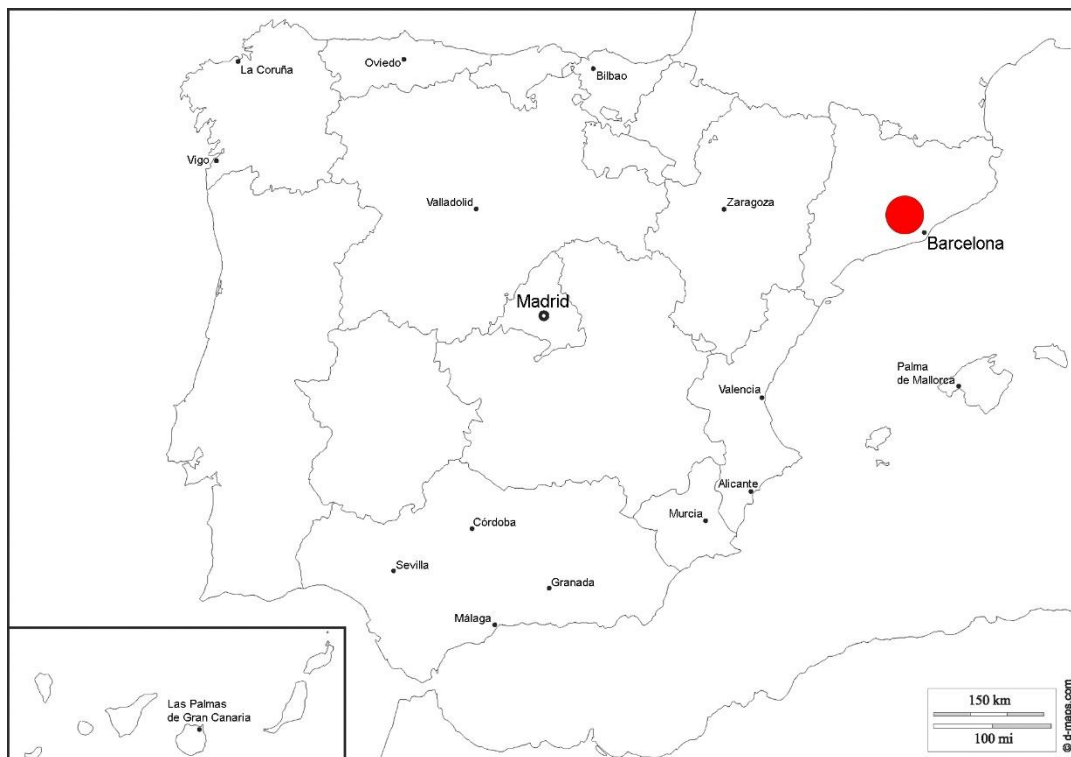 La Coruña
Oviedo
Bilbao
Vigo
Valladolid
Zaragoza
Barcelona
Madrid
Palma
de Mallorca
Valencia
Alicante
Murcia
Córdoba
Sevilla
Granada
Málaga
Las Palmas
de Gran Canaria
150 km
100 mi
© d-maps.com